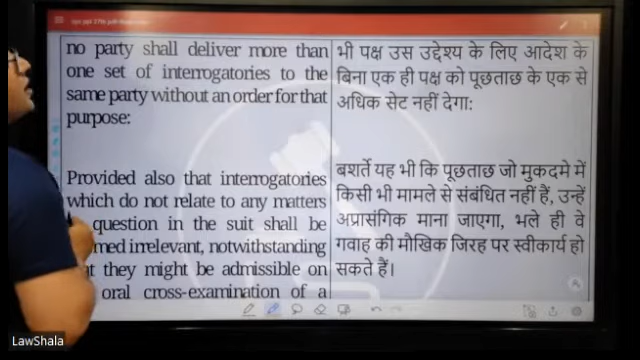 no party shall deliver more than
one set of interrogatories to the
same party without an order for that
purpose:
Provided also that interrogatories
which do not relate to any matters
question in the suit shall be
irrelevant, notwithstanding
they might be admissible on
oral cross-examination of a
भी पक्ष उस उद्देश्य के लिए आदेश के
बिना एक ही पक्ष को पूछताछ के एक से
अधिक सेट नहीं देगा:
बशर्ते यह भी कि पूछताछ जो मुकदमे में
किसी भी मामले से संबंधित नहीं हैं, उन्हें
अप्रासंगिक माना जाएगा, भले ही वे
गवाह की मौखिक जिरह पर स्वीकार्य हो
सकते हैं।
LawShala